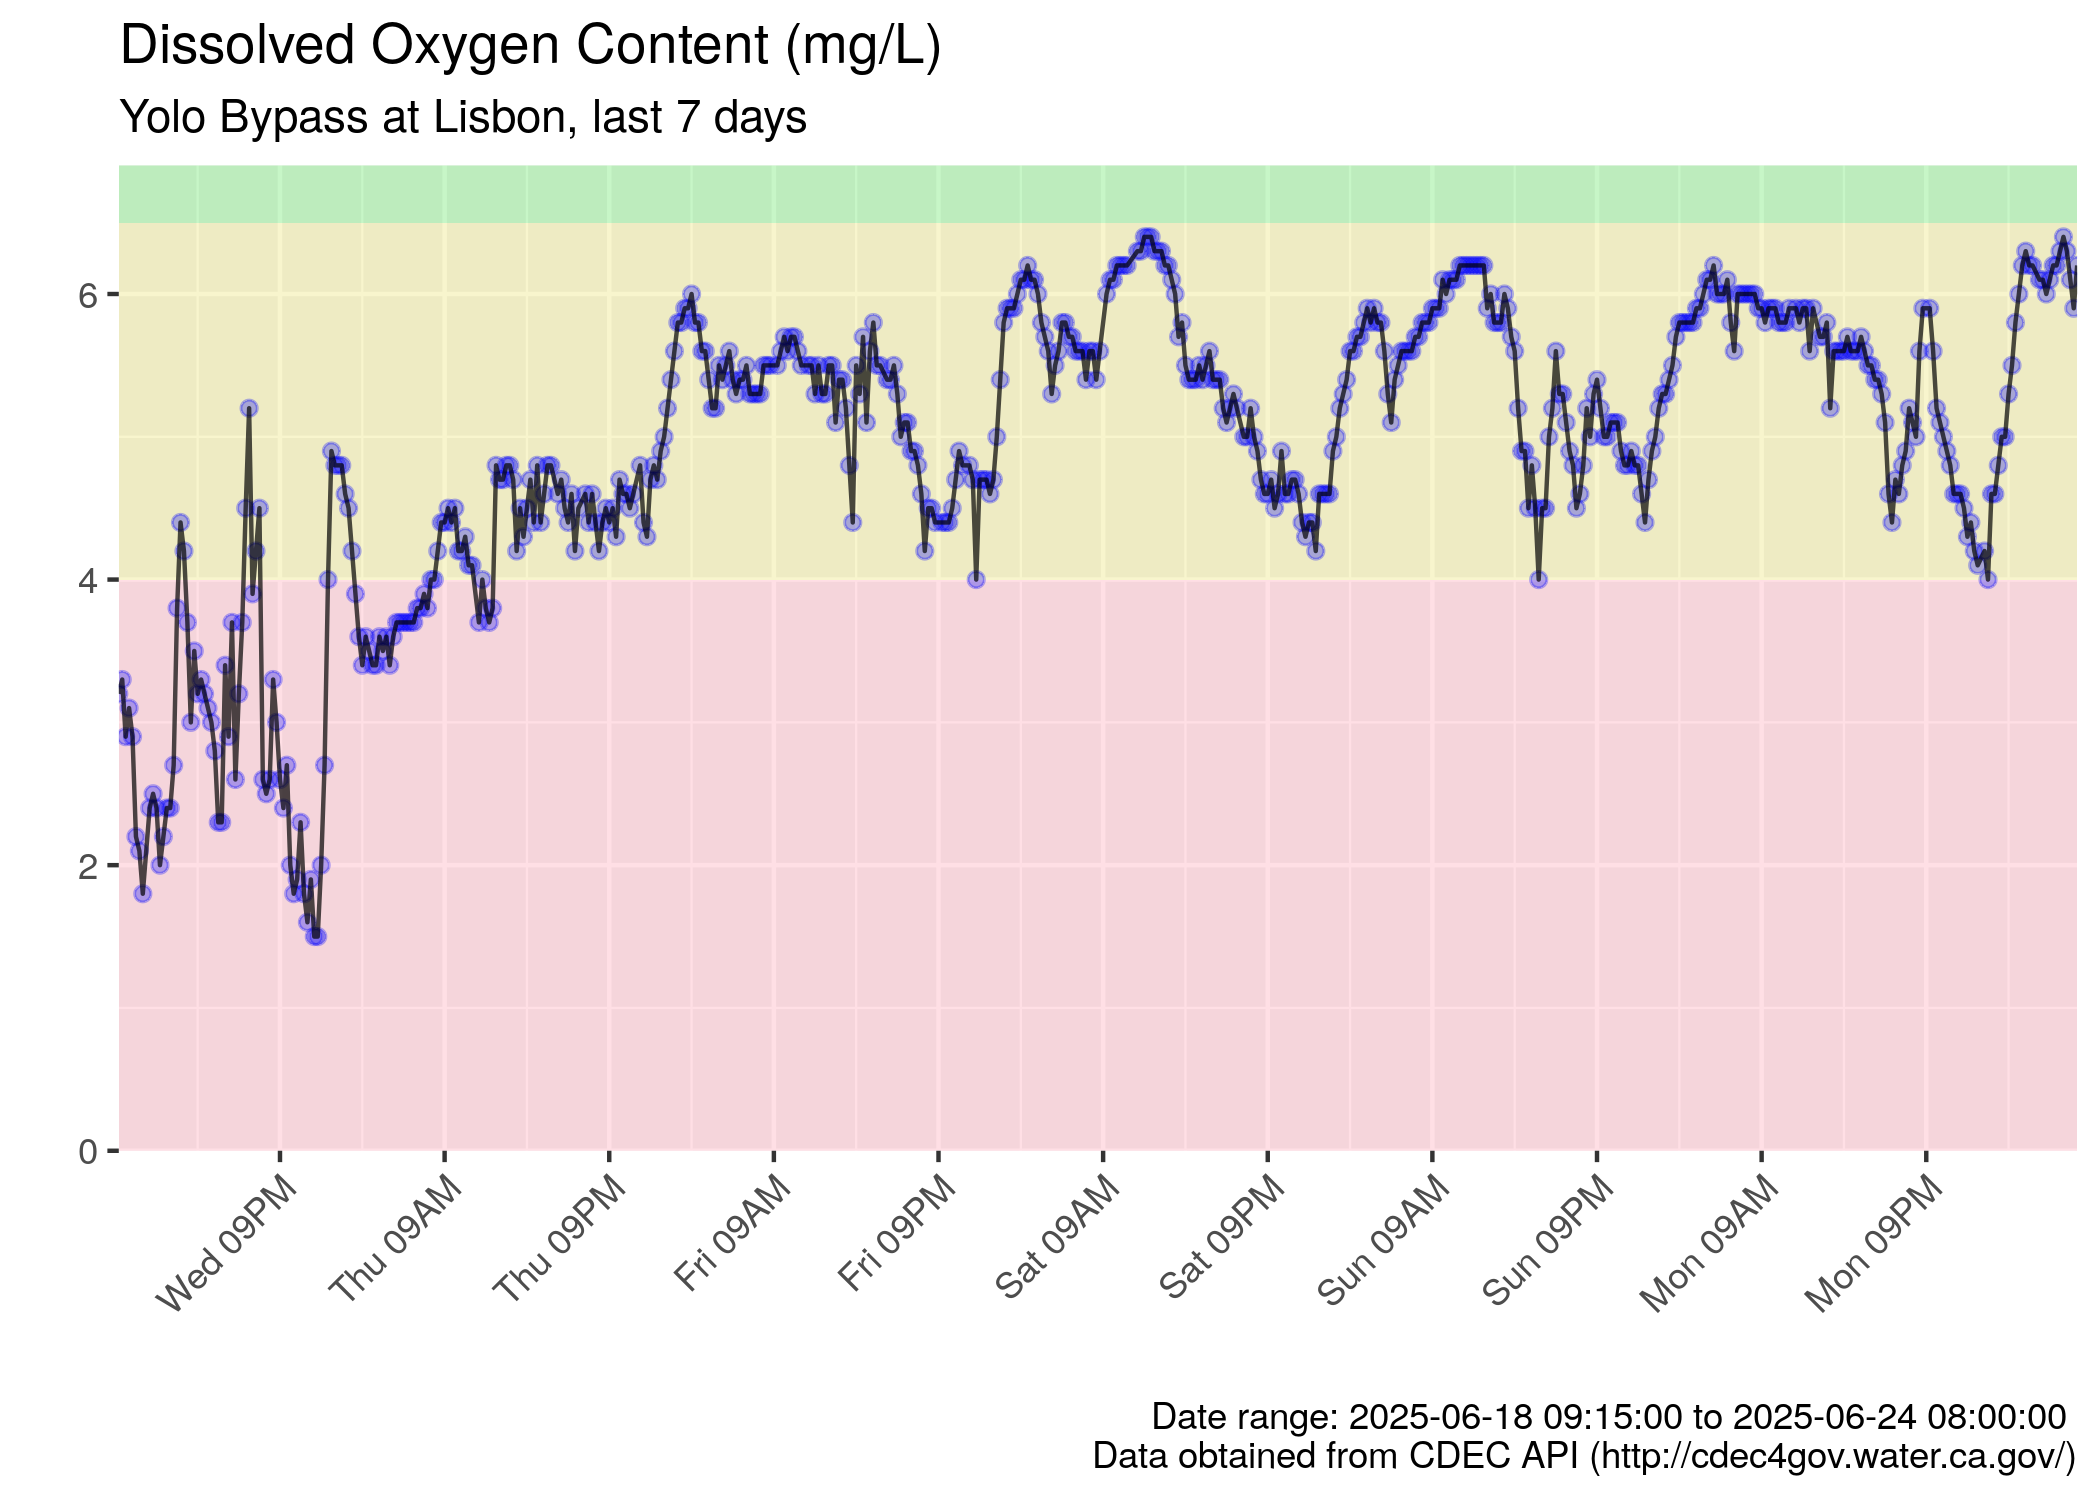 Dissolved Oxygen Content (mg/L)
Yolo Bypass at Lisbon, last 7 days
6
4
2
0
Wed 09PM
Thu 09AM
Thu 09PM
Fri 09AM
Fri 09PM
Sat 09AM
Sat 09PM
Sun 09AM
Sun 09PM
Mon 09AM
Mon 09PM
Date range: 2025-06-18 09:15:00 to 2025-06-24 08:00:00
Data obtained from CDEC API (http://cdec4gov.water.ca.gov/)